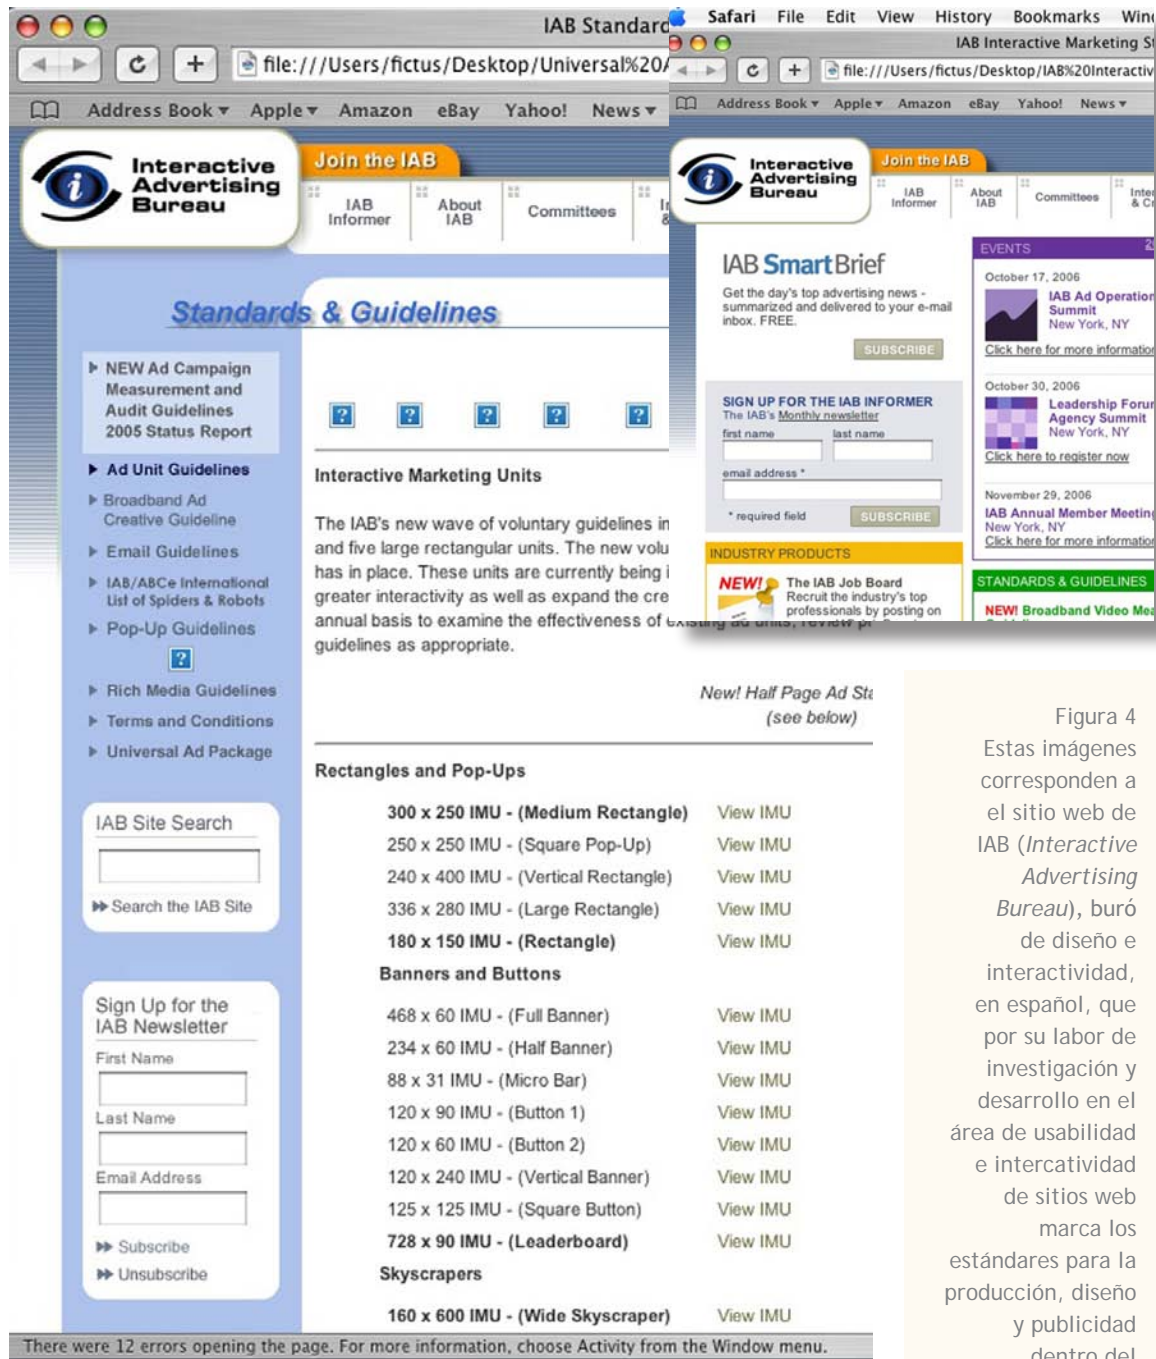 IAB Standard
file:///Users/fictus/Desktop/Universal%20
Address Book Apple Amazon eBay Yahoo! News
Interactive
Advertising
Bureau
Join the IAB
IAB
Informer
About
IAB
Committees
Standards & Guidelines
NEW Ad Campaign
Measurement and
Audit Guidelines
2005 Status Report
Ad Unit Guidelines
Broadband Ad
Creative Guideline
Email Guidelines
IAB/ABCe International
List of Spiders & Robots
Pop-Up Guidelines
Rich Media Guidelines
Terms and Conditions
Universal Ad Package
IAB Site Search
Search the IAB Site
Sign Up for the
IAB Newsletter
First Name
Last Name
Email Address
Subscribe
Unsubscribe
Interactive Marketing Units
The IAB's new wave of voluntary guidelines in
and five large rectangular units. The new volu
has in place. These units are currently being i
greater interactivity as well as expand the cre
annual basis to examine the effectiveness of existing ad units, review pr
guidelines as appropriate.
New! Half Page Ad Sta
(see below)
Rectangles and Pop-Ups
300 x 250 IMU - (Medium Rectangle) View IMU
250 x 250 IMU - (Square Pop-Up) View IMU
240 x 400 IMU - (Vertical Rectangle) View IMU
336 x 280 IMU - (Large Rectangle) View IMU
180 x 150 IMU - (Rectangle) View IMU
Banners and Buttons
468 x 60 IMU - (Full Banner) View IMU
234 x 60 IMU - (Half Banner) View IMU
88 x 31 IMU - (Micro Bar) View IMU
120 x 90 IMU - (Button 1) View IMU
120 x 60 IMU - (Button 2) View IMU
120 x 240 IMU - (Vertical Banner) View IMU
125 x 125 IMU - (Square Button) View IMU
728 x 90 IMU - (Leaderboard) View IMU
Skyscrapers
160 x 600 IMU - (Wide Skyscraper) View IMU
There were 12 errors opening the page. For more information, choose Activity from the Window menu.
Safari File Edit View History Bookmarks Win
IAB Interactive Marketing St
file:///Users/fictus/Desktop/IAB%20Interactiv
Address Book Apple Amazon eBay Yahoo! News
Interactive
Advertising
Bureau
Join the IAB
IAB
Informer
About
IAB
Committees
Inter
& Cr
IAB SmartBrief
Get the day's top advertising news -
summarized and delivered to your e-mail
inbox. FREE.
SUBSCRIBE
SIGN UP FOR THE IAB INFORMER
The IAB's Monthly newsletter
first name last name
email address *
* required field SUBSCRIBE
INDUSTRY PRODUCTS
NEW!
The IAB Job Board
Recruit the industry's top
professionals by posting on
EVENTS
October 17, 2006
IAB Ad Operation
Summit
New York, NY
Click here for more information
October 30, 2006
Leadership Forum
Agency Summit
New York, NY
Click here to register now
November 29, 2006
IAB Annual Member Meeting
New York, NY
Click here for more information
STANDARDS & GUIDELINES
NEW! Broadband Video Mea
Figura 4
Estas imágenes
corresponden a
el sitio web de
IAB (Interactive
Advertising
Bureau), buró
de diseño e
interactividad,
en español, que
por su labor de
investigación y
desarrollo en el
área de usabilidad
e intercatividad
de sitios web
marca los
estándares para la
producción, diseño
y publicidad
dentro del